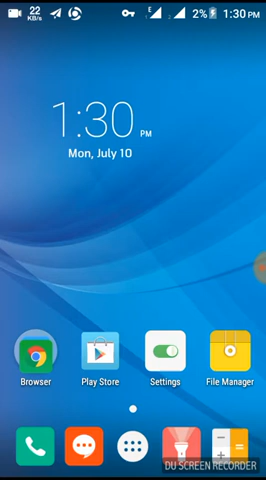 22
KB/s
E
2
2%
1:30 PM
1:30 PM
Mon, July 10
Browser
Play Store
Settings
File Manager
DU SCREEN RECORDER